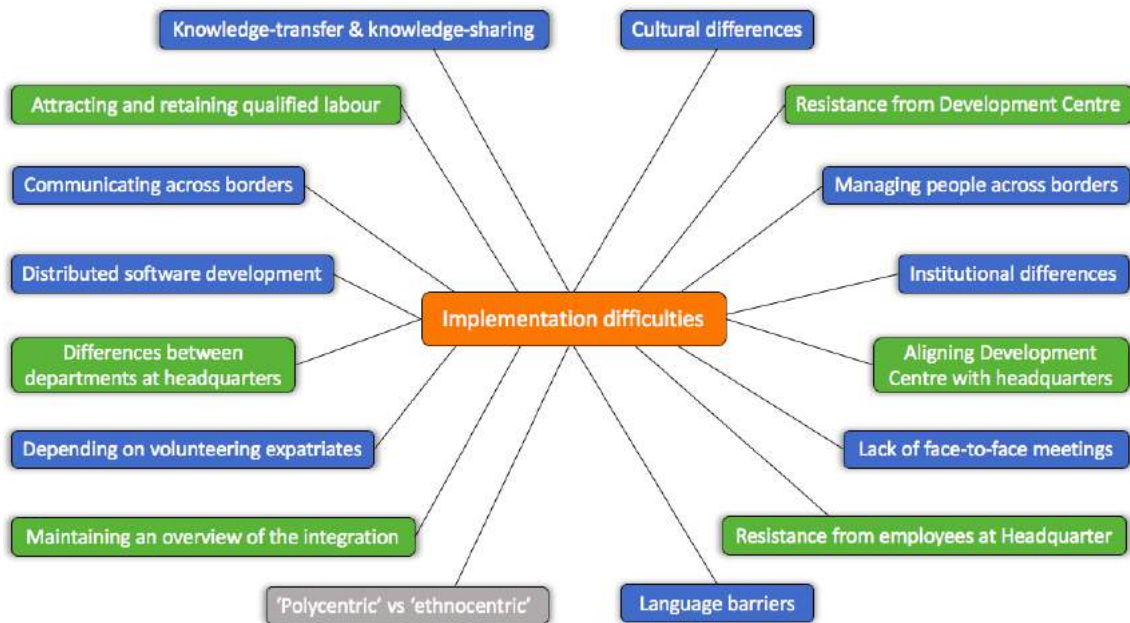 Knowledge-transfer & knowledge-sharing
Cultural differences
Attracting and retaining qualified labour
Resistance from Development Centre
Communicating across borders
Managing people across borders
Distributed software development
Institutional differences
Implementation difficulties
Differences between
departments at headquarters
Aligning Development
Centre with headquarters
Depending on volunteering expatriates
Lack of face-to-face meetings
Maintaining an overview of the integration
Resistance from employees at Headquarter
'Polycentric' vs 'ethnocentric'
Language barriers